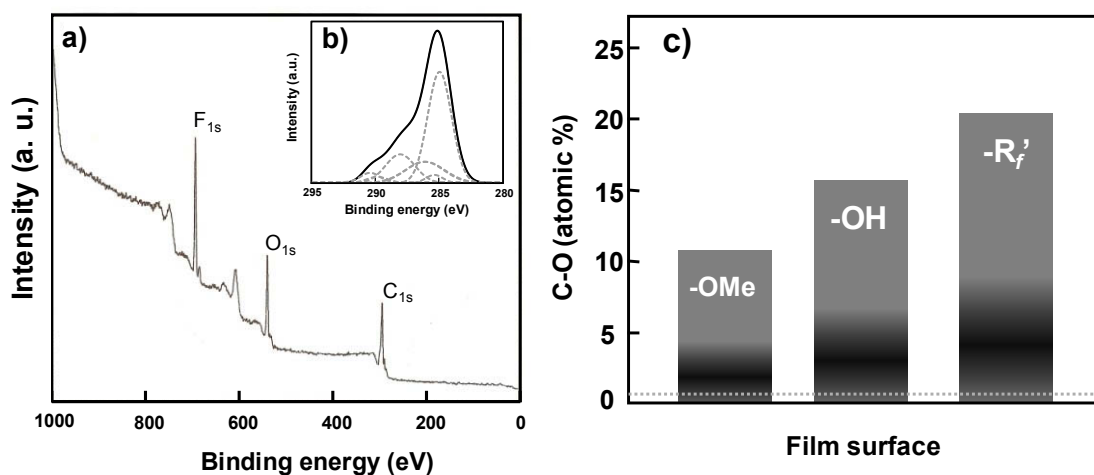 a)
Intensity (a. u.)
F1s
O1s
C1s
1000 800 600 400 200 0
Binding energy (eV)
b)
Intensity (a.u.)
295 290 285 280
Binding energy (eV)
c)
C-O (atomic %)
25
20
15
10
5
0
-OMe
-OH
-Rf’
Film surface